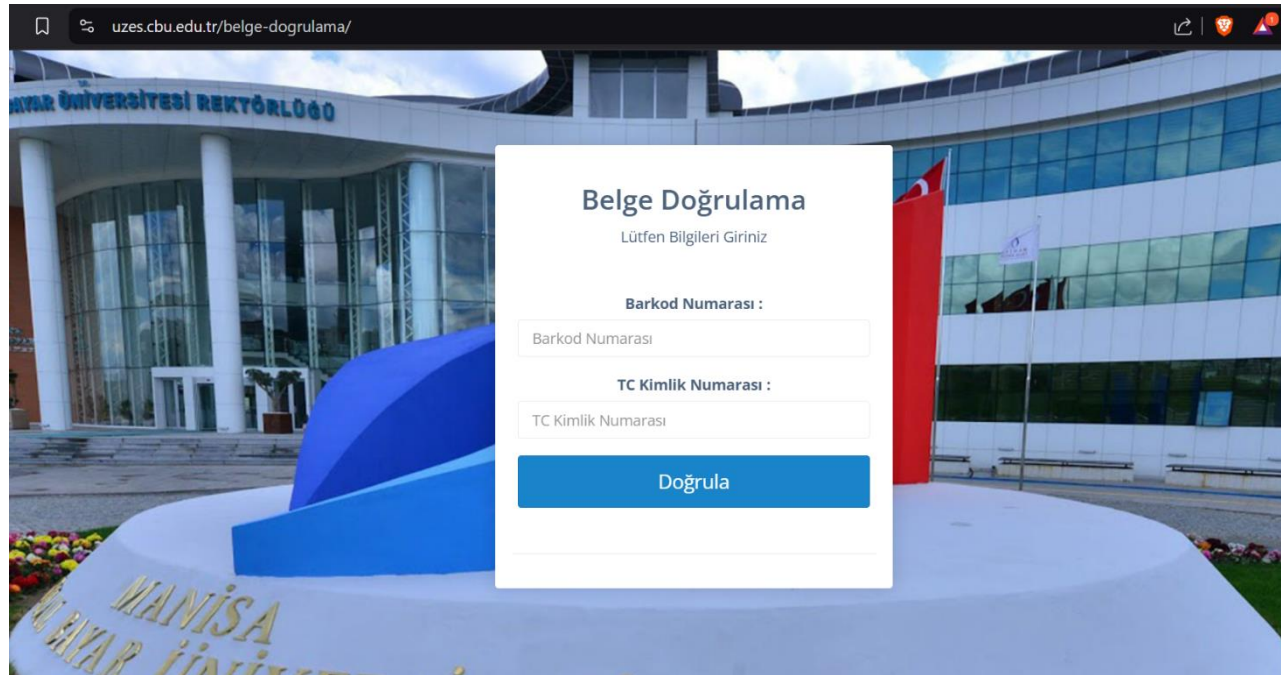 uzes.cbu.edu.tr/belge-dogrulama/
ÜNİVERSİTESİ REKTÖRLÜĞÜ
Belge Doğrulama
Lütfen Bilgileri Giriniz
Barkod Numarası :
Barkod Numarası
TC Kimlik Numarası :
TC Kimlik Numarası
Doğrula
MANİSA
BAYAR